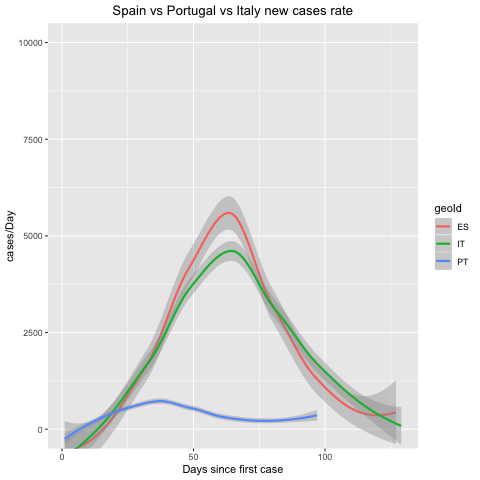 Spain vs Portugal vs Italy new cases rate
10000
7500
5000
2500
0
cases/Day
0 50 100
Days since first case
geoId
ES
IT
PT